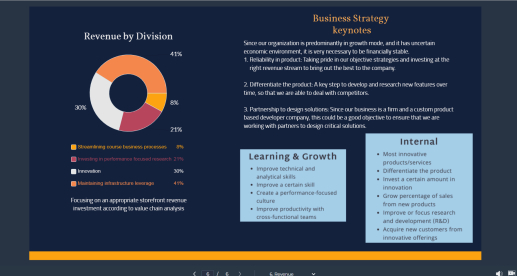 Revenue by Division
41%
8%
30%
21%
Streamlining course business processes 8%
Investing in performance focused research 21%
Innovation 30%
Maintaining infrastructure leverage 41%
Focusing on an appropriate storefront revenue
investment according to value chain analysis
Business Strategy
keynotes
Since our organization is predominantly in growth mode, and it has uncertain
economic environment, it is very necessary to be financially stable.
1. Reliability in product: Taking pride in our objective strategies and investing at the
right revenue stream to bring out the best to the company.
2. Differentiate the product: A key step to develop and research new features over
time, so that we are able to deal with competitors.
3. Partnership to design solutions: Since our business is a firm and a custom product
based developer company, this could be a good objective to ensure that we are
working with partners to design critical solutions.
Learning & Growth
• Improve technical and
analytical skills
• Improve a certain skill
• Create a performance-focused
culture
• Improve productivity with
cross-functional teams
Internal
• Most innovative
products/services
• Differentiate the product
• Invest a certain amount in
innovation
• Grow percentage of sales
from new products
• Improve or focus research
and development (R&D)
• Acquire new customers from
innovative offerings
6 / 6
6. Revenue